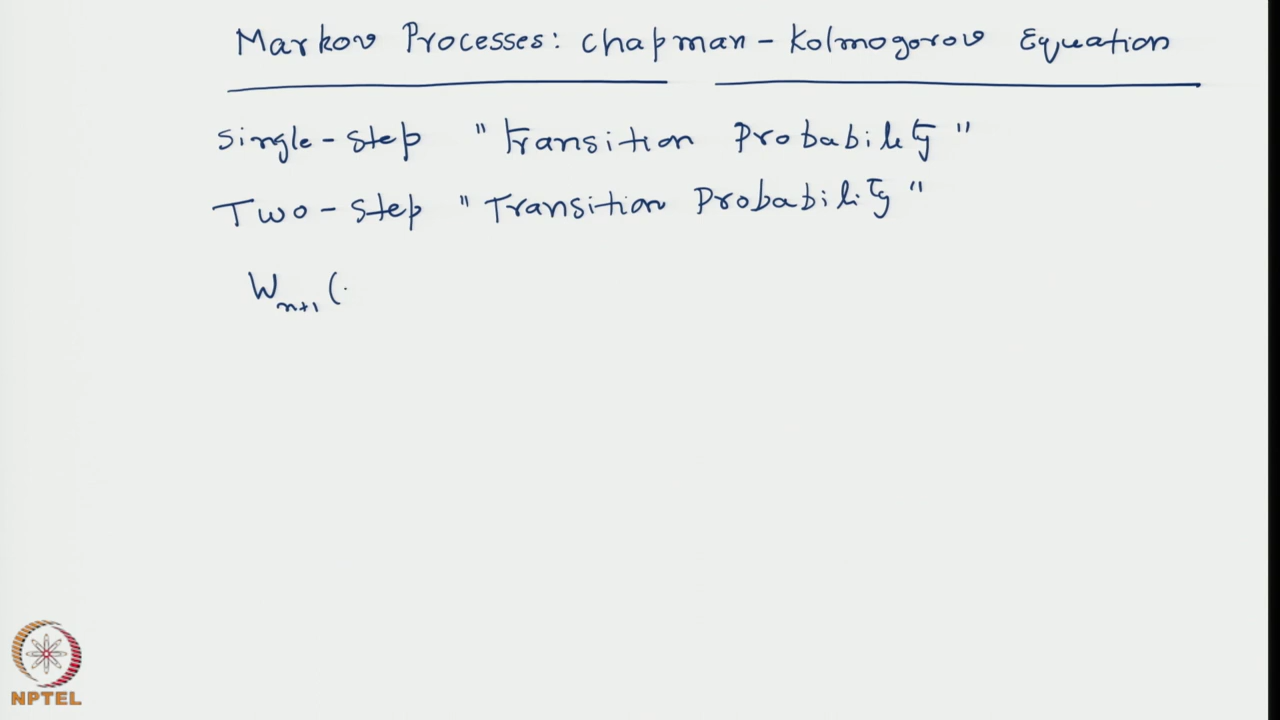 Markov Processes: Chapman - Kolmogorov Equation
Single-step "Transition Probability"
Two-step "Transition Probability"
W_{n+1} (
NPTEL